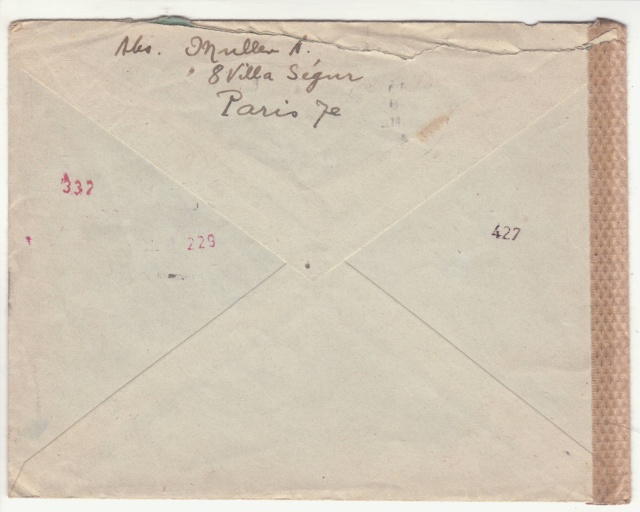 Abs. Muller A.
8 Villa Ségur
Paris 7e
337
229
427